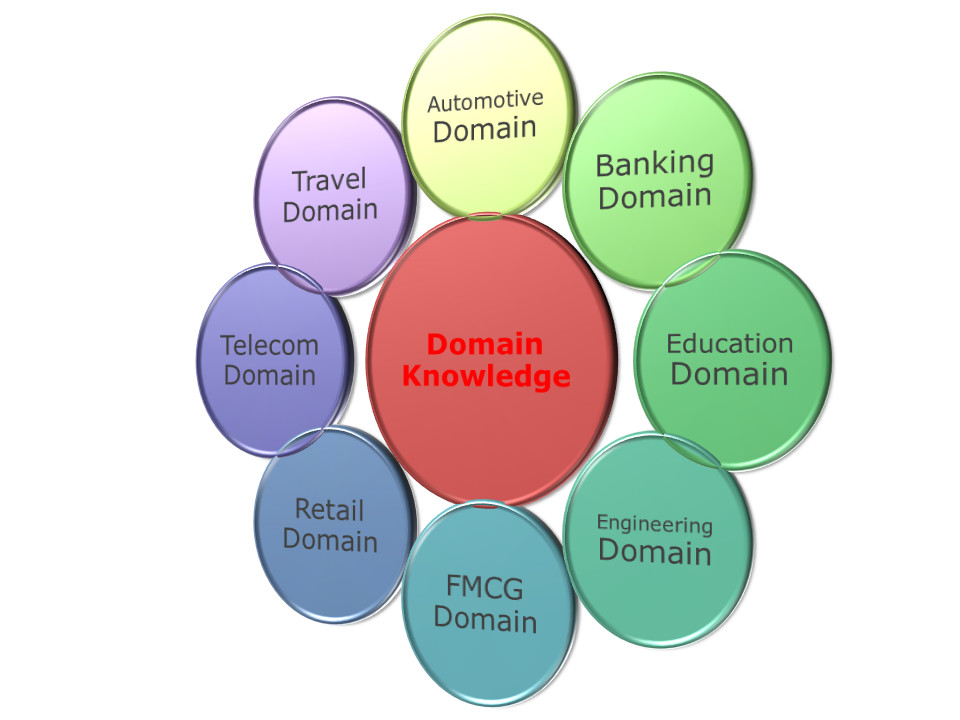 Automotive
Domain
Banking
Domain
Travel
Domain
Telecom
Domain
Domain
Knowledge
Education
Domain
Retail
Domain
Engineering
Domain
FMCG
Domain